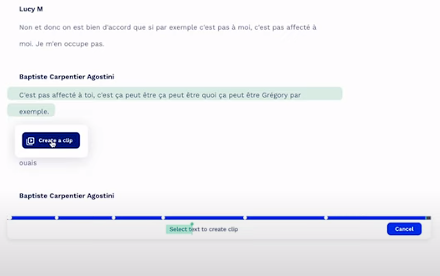 Lucy M
Non et donc on est bien d'accord que si par exemple c'est pas à moi, c'est pas affecté à
moi. Je m'en occupe pas.
Baptiste Carpentier Agostini
C'est pas affecté à toi, c'est ça peut être ça peut être quoi ça peut être Grégory par
exemple.
Create a clip
ouais
Baptiste Carpentier Agostini
Select text to create clip
Cancel